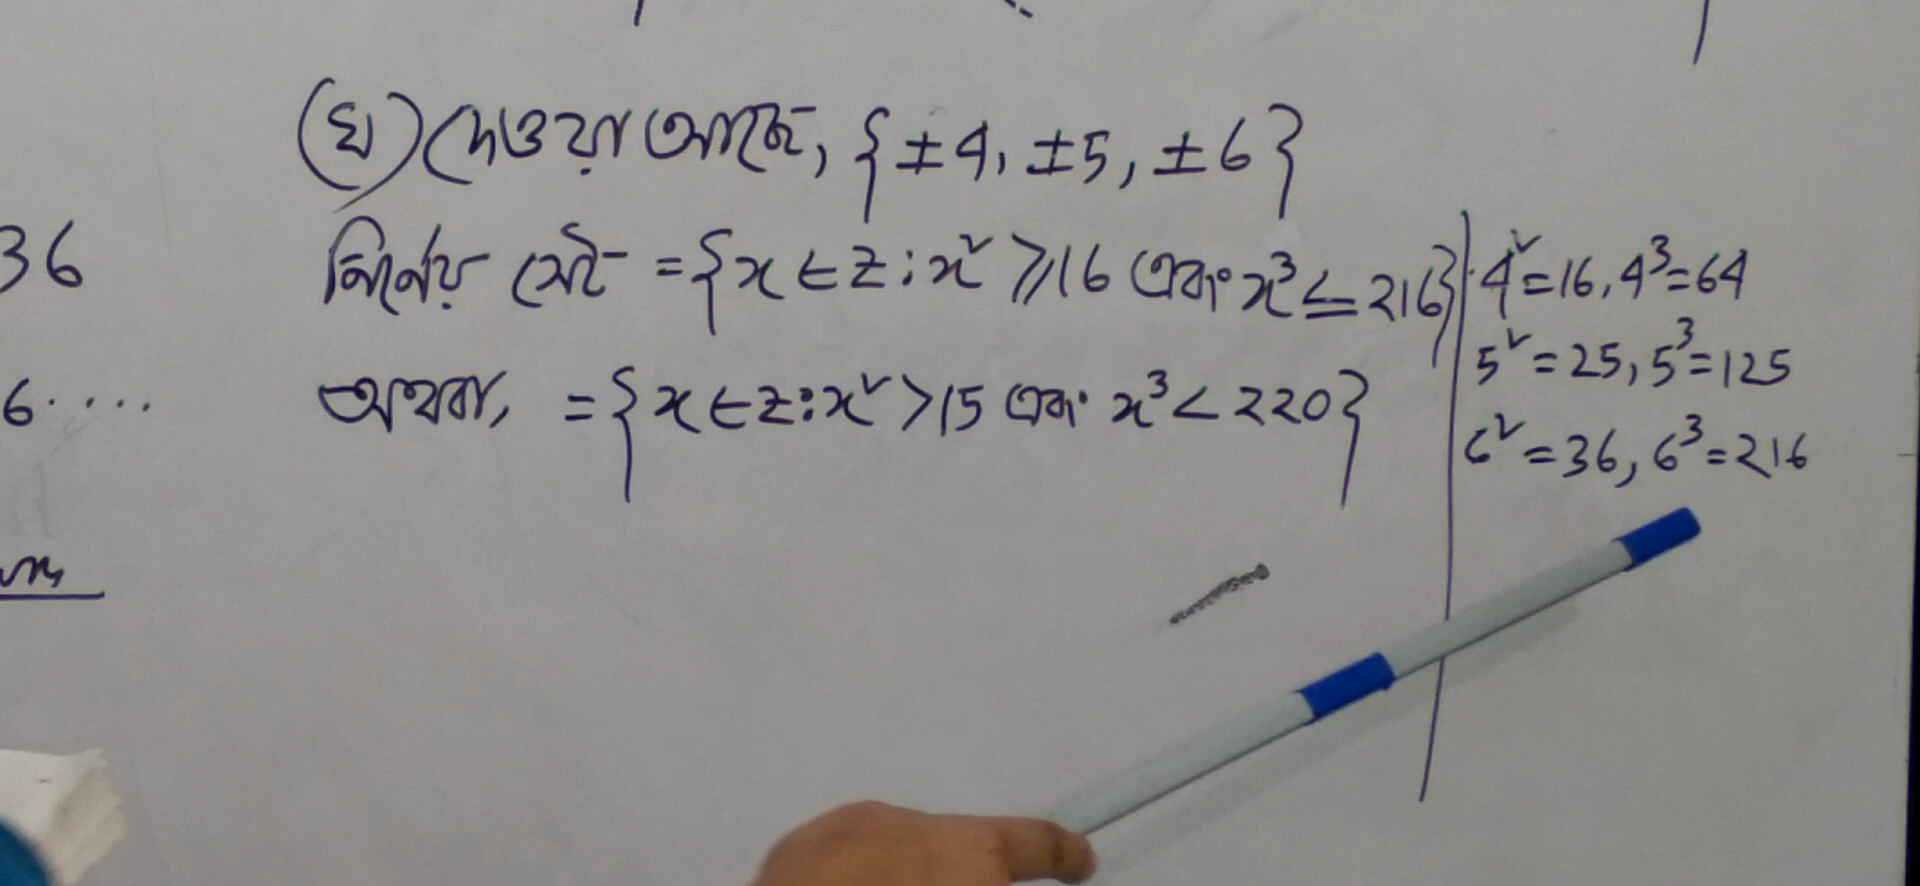 (ঘ) দেওয়া আছে, {±4, ±5, ±6}
নির্ণেয় সেট = {x ∈ Z : x² ≥ 16 এবং x³ ≤ 216}
অথবা, = {x ∈ Z : x² > 15 এবং x³ < 220}
4² = 16, 4³ = 64
5² = 25, 5³ = 125
6² = 36, 6³ = 216
36
6....